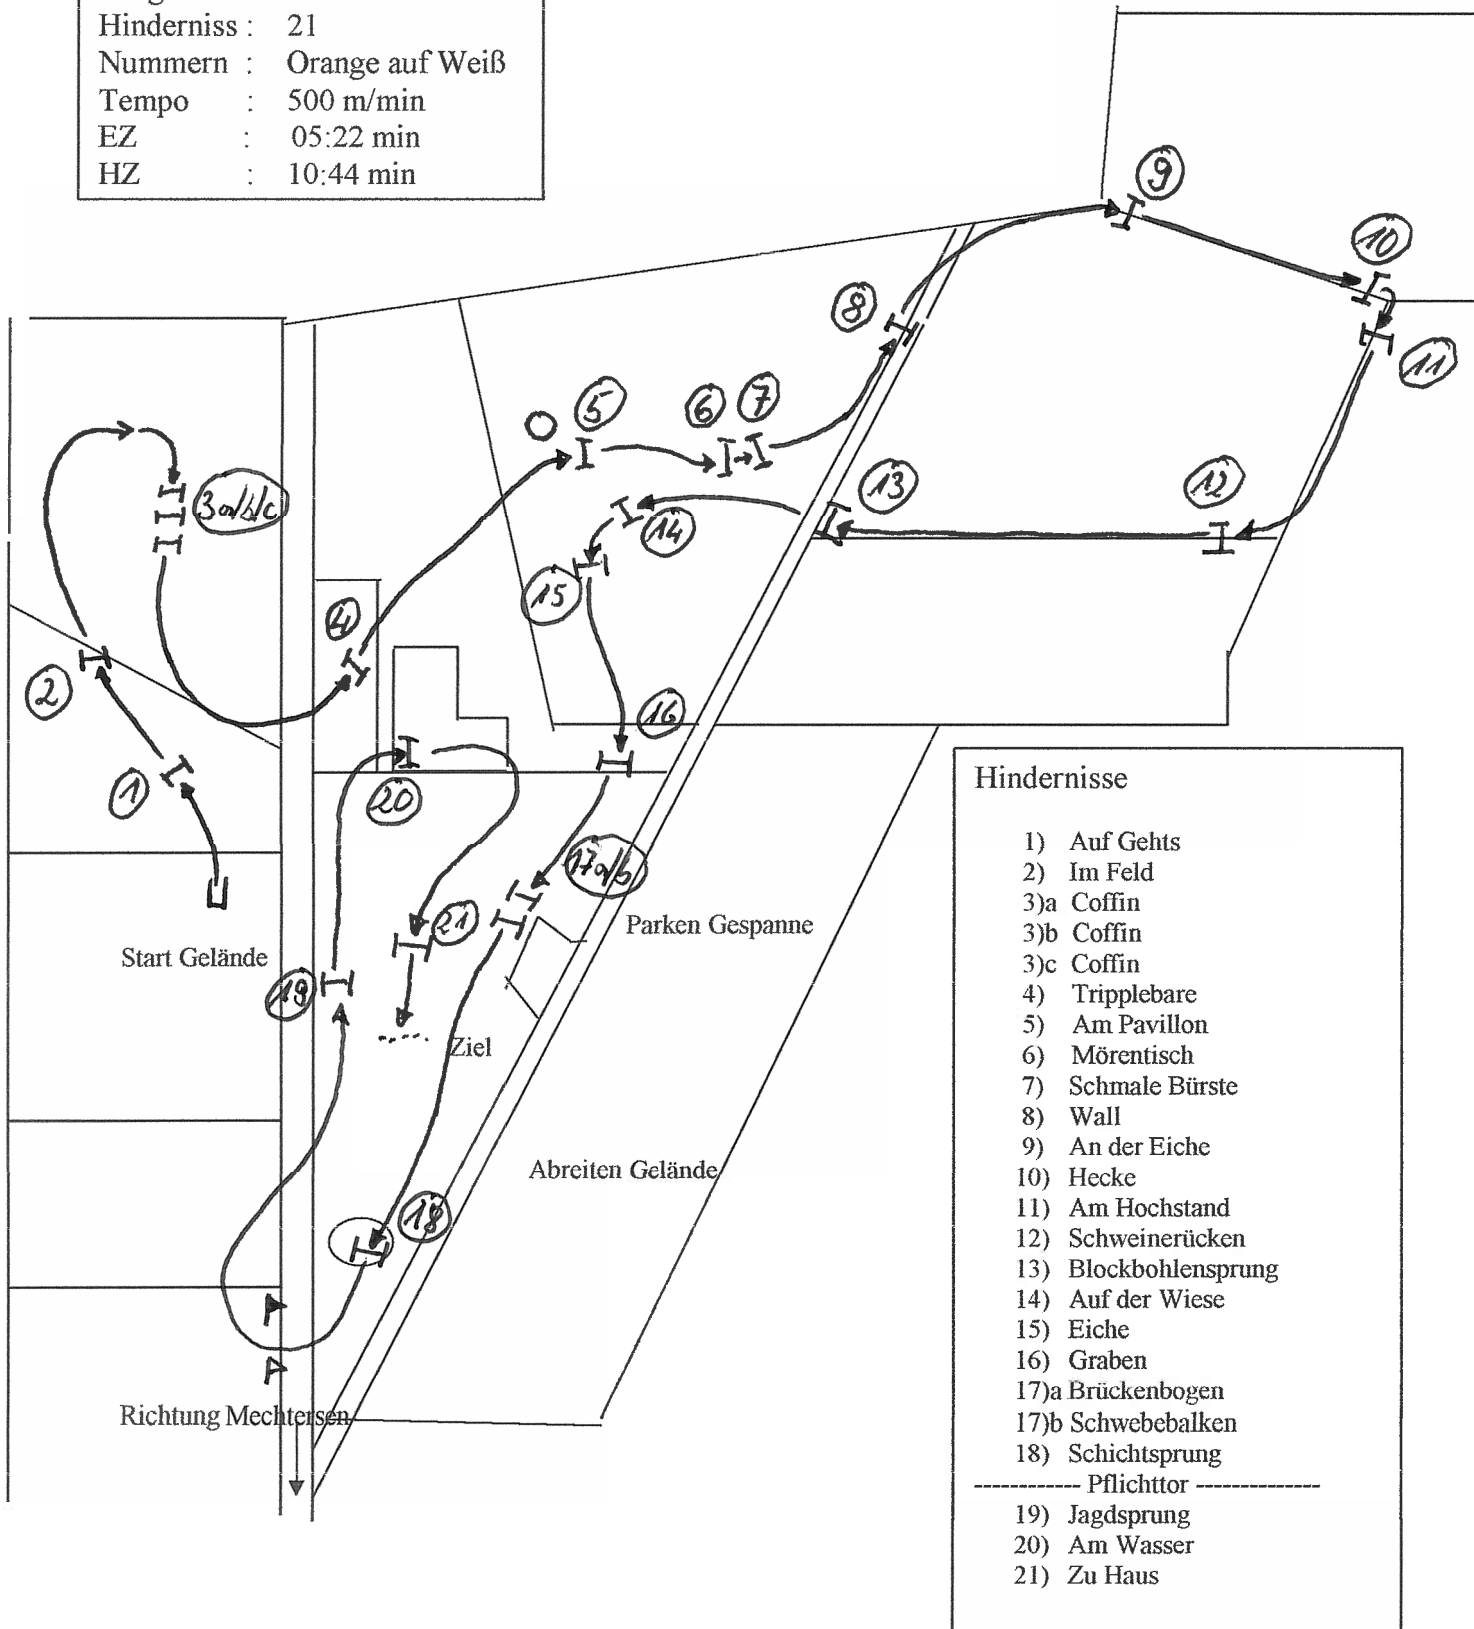 Hinderniss : 21
Nummern : Orange auf Weiß
Tempo : 500 m/min
EZ : 05:22 min
HZ : 10:44 min
9
10
8
11
5
6
7
3a/b/c
13
12
14
4
15
2
16
1
20
17a/b
21
Parken Gespanne
Start Gelände
19
Ziel
Abreiten Gelände
18
Richtung Mechtersen
Hindernisse
1) Auf Gehts
2) Im Feld
3)a Coffin
3)b Coffin
3)c Coffin
4) Tripplebare
5) Am Pavillon
6) Mörentisch
7) Schmale Bürste
8) Wall
9) An der Eiche
10) Hecke
11) Am Hochstand
12) Schweinerücken
13) Blockbohlensprung
14) Auf der Wiese
15) Eiche
16) Graben
17)a Brückenbogen
17)b Schwebebalken
18) Schichtsprung
------------ Pflichttor --------------
19) Jagdsprung
20) Am Wasser
21) Zu Haus